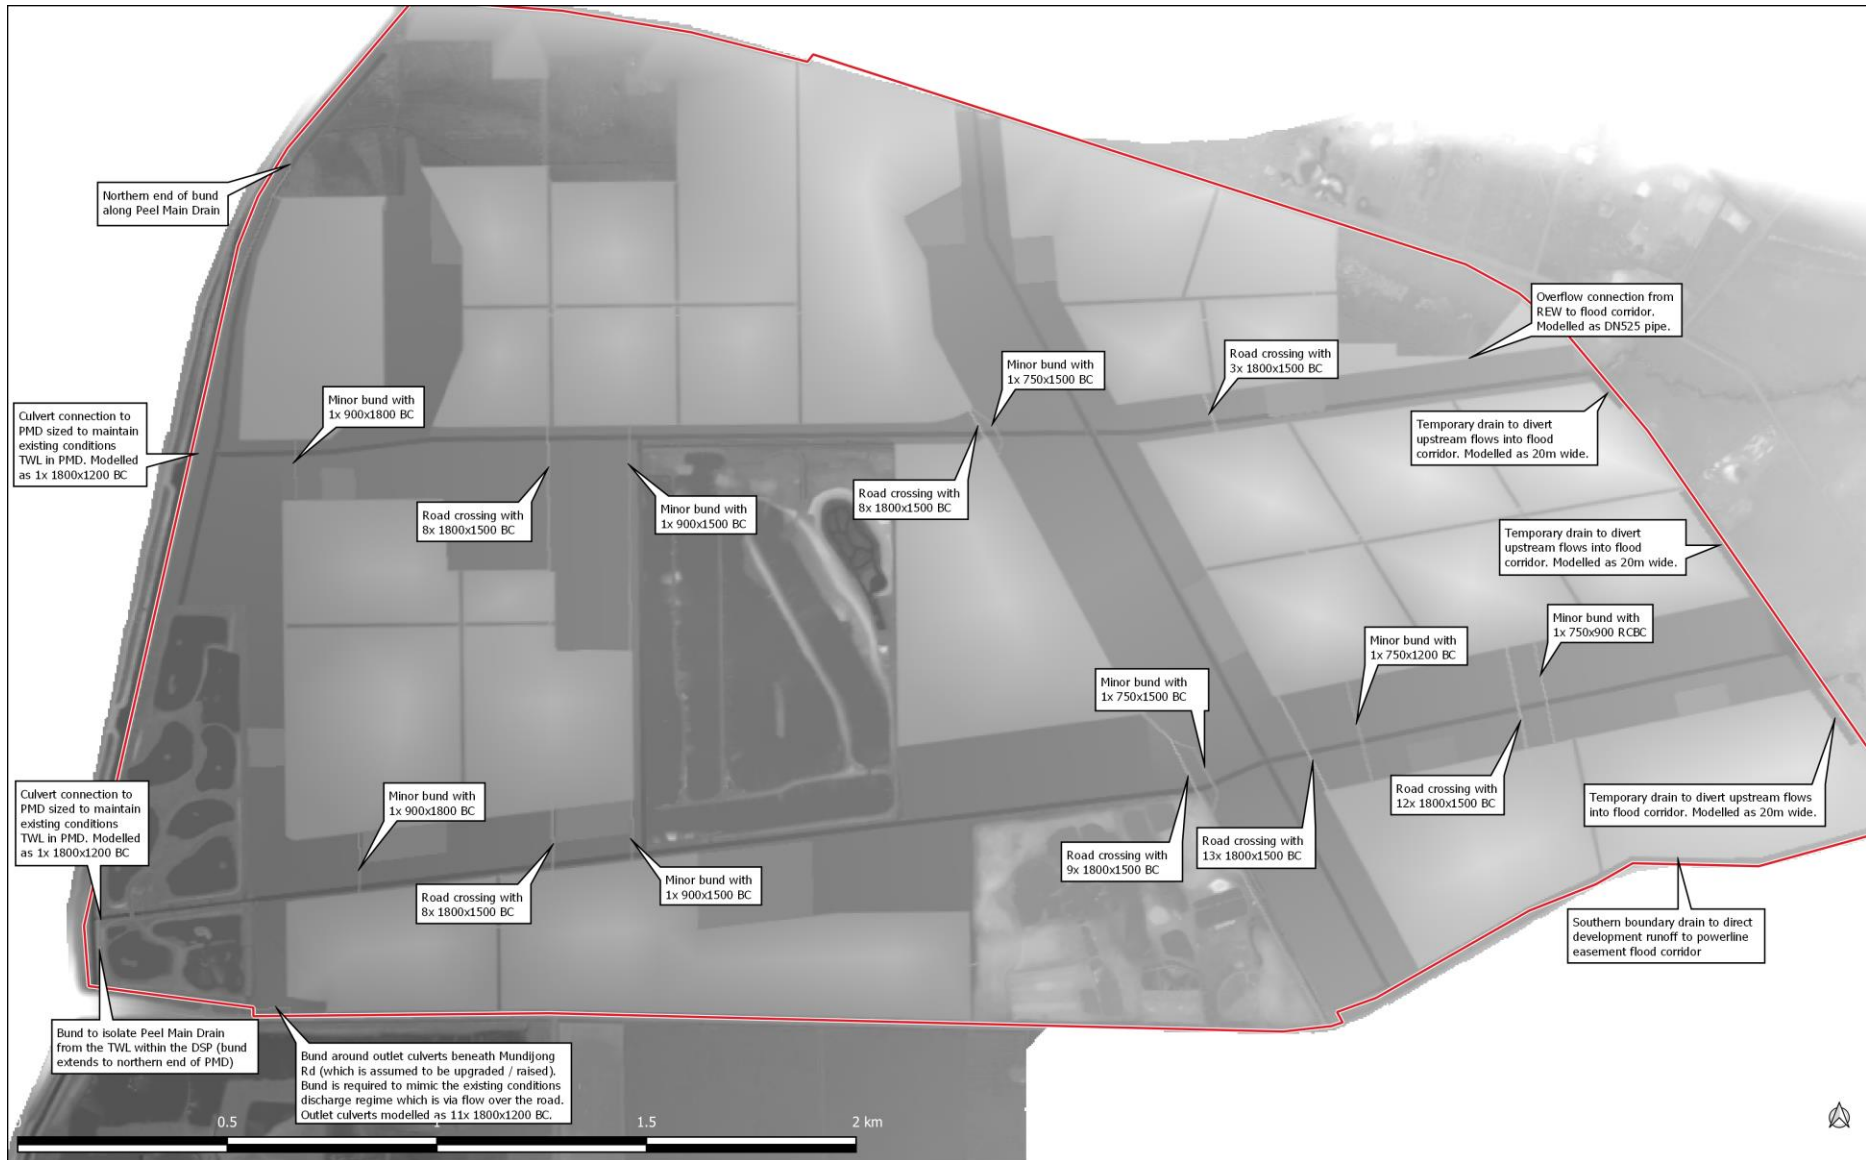 Northern end of bund
along Peel Main Drain
Overflow connection from
REW to flood corridor.
Modelled as DN525 pipe.
Minor bund with
1x 750x1500 BC
Road crossing with
3x 1800x1500 BC
Minor bund with
1x 900x1800 BC
Culvert connection to
PMD sized to maintain
existing conditions
TWL in PMD. Modelled
as 1x 1800x1200 BC
Temporary drain to divert
upstream flows into flood
corridor. Modelled as 20m wide.
Road crossing with
8x 1800x1500 BC
Minor bund with
1x 900x1500 BC
Road crossing with
8x 1800x1500 BC
Temporary drain to divert
upstream flows into flood
corridor. Modelled as 20m wide.
Minor bund with
1x 750x900 RCBC
Minor bund with
1x 750x1200 BC
Minor bund with
1x 750x1500 BC
Culvert connection to
PMD sized to maintain
existing conditions
TWL in PMD. Modelled
as 1x 1800x1200 BC
Minor bund with
1x 900x1800 BC
Road crossing with
12x 1800x1500 BC
Temporary drain to divert upstream flows
into flood corridor. Modelled as 20m wide.
Road crossing with
8x 1800x1500 BC
Minor bund with
1x 900x1500 BC
Road crossing with
9x 1800x1500 BC
Road crossing with
13x 1800x1500 BC
Southern boundary drain to direct
development runoff to powerline
easement flood corridor
Bund to isolate Peel Main Drain
from the TWL within the DSP (bund
extends to northern end of PMD)
Bund around outlet culverts beneath Mundijong
Rd (which is assumed to be upgraded / raised).
Bund is required to mimic the existing conditions
discharge regime which is via flow over the road.
Outlet culverts modelled as 11x 1800x1200 BC.
0 0.5 1 1.5 2 km